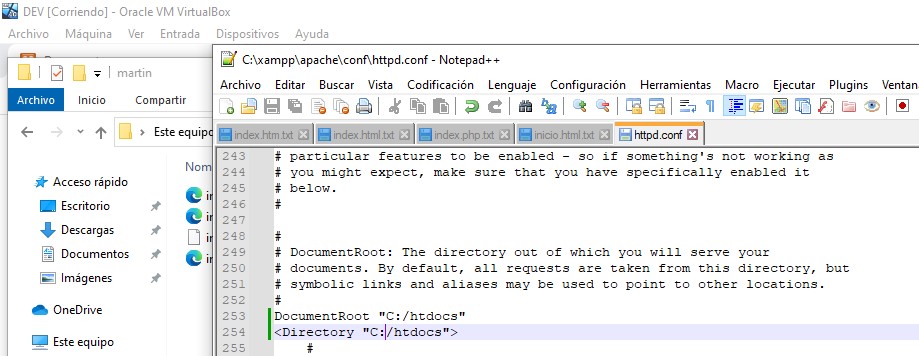 DEV [Corriendo] - Oracle VM VirtualBox
Archivo Máquina Ver Entrada Dispositivos Ayuda
martin
Archivo Inicio Compartir
Este equipo
Nom
Acceso rápido
Escritorio
Descargas
Documentos
Imágenes
OneDrive
Este equipo
C:\xampp\apache\conf\httpd.conf - Notepad++
Archivo Editar Buscar Vista Codificación Lenguaje Configuración Herramientas Macro Ejecutar Plugins Ventan
index.htm.txt index.html.txt index.php.txt inicio.html.txt httpd.conf
243 # particular features to be enabled - so if something's not working as
244 # you might expect, make sure that you have specifically enabled it
245 # below.
246 #
247
248 #
249 # DocumentRoot: The directory out of which you will serve your
250 # documents. By default, all requests are taken from this directory, but
251 # symbolic links and aliases may be used to point to other locations.
252 #
253 DocumentRoot "C:/htdocs"
254 <Directory "C:/htdocs">
255 #